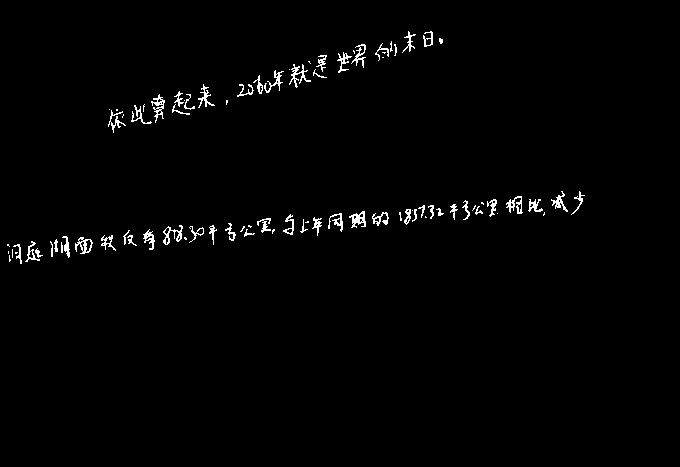 依此算起来，2060年就是世界的末日。
洞庭湖面积仅有818.30平方公里，与上年同期的1837.32平方公里相比，减少